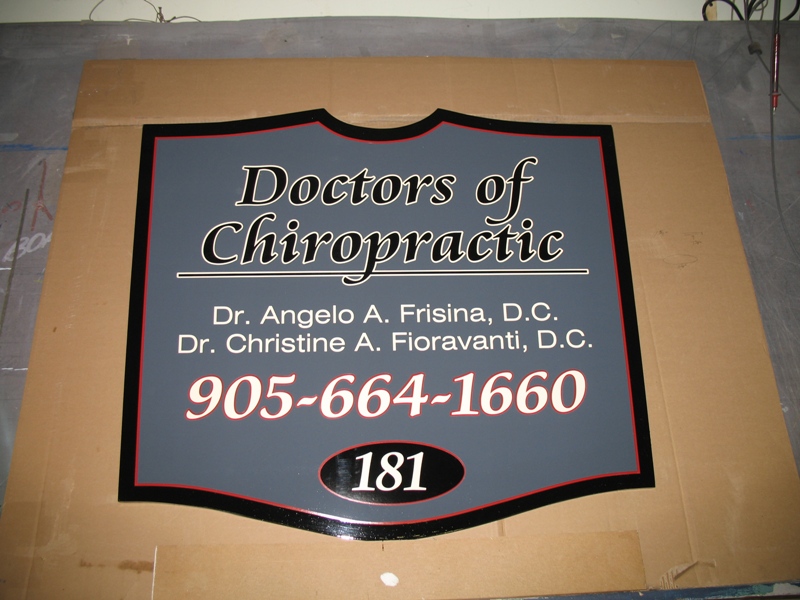 Doctors of
Chiropractic
Dr. Angelo A. Frisina, D.C.
Dr. Christine A. Fioravanti, D.C.
905-664-1660
181